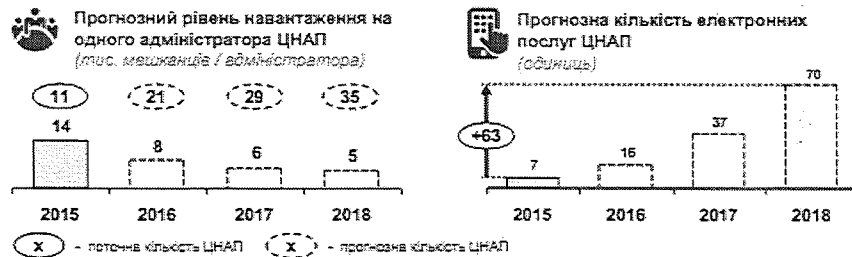 Прогнозний рівень навантаження на
одного адміністратора ЦНАП
(тис. мешканців / адміністратора)
11 21 29 35
14 8 6 5
2015 2016 2017 2018
x - поточна кількість ЦНАП x - прогнозна кількість ЦНАП
Прогнозна кількість електронних
послуг ЦНАП
(одиниць)
+63
7 16 37 70
2015 2016 2017 2018